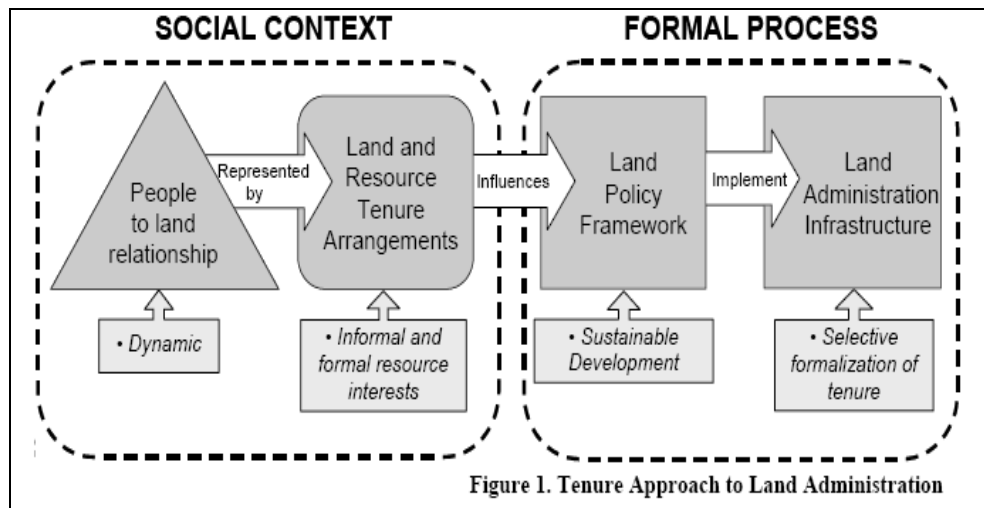 SOCIAL CONTEXT
FORMAL PROCESS
People
to land
relationship
Represented
by
Land and
Resource
Tenure
Arrangements
Influences
Land
Policy
Framework
Implement
Land
Administration
Infrastructure
• Dynamic
• Informal and
formal resource
interests
• Sustainable
Development
• Selective
formalization of
tenure
Figure 1. Tenure Approach to Land Administration